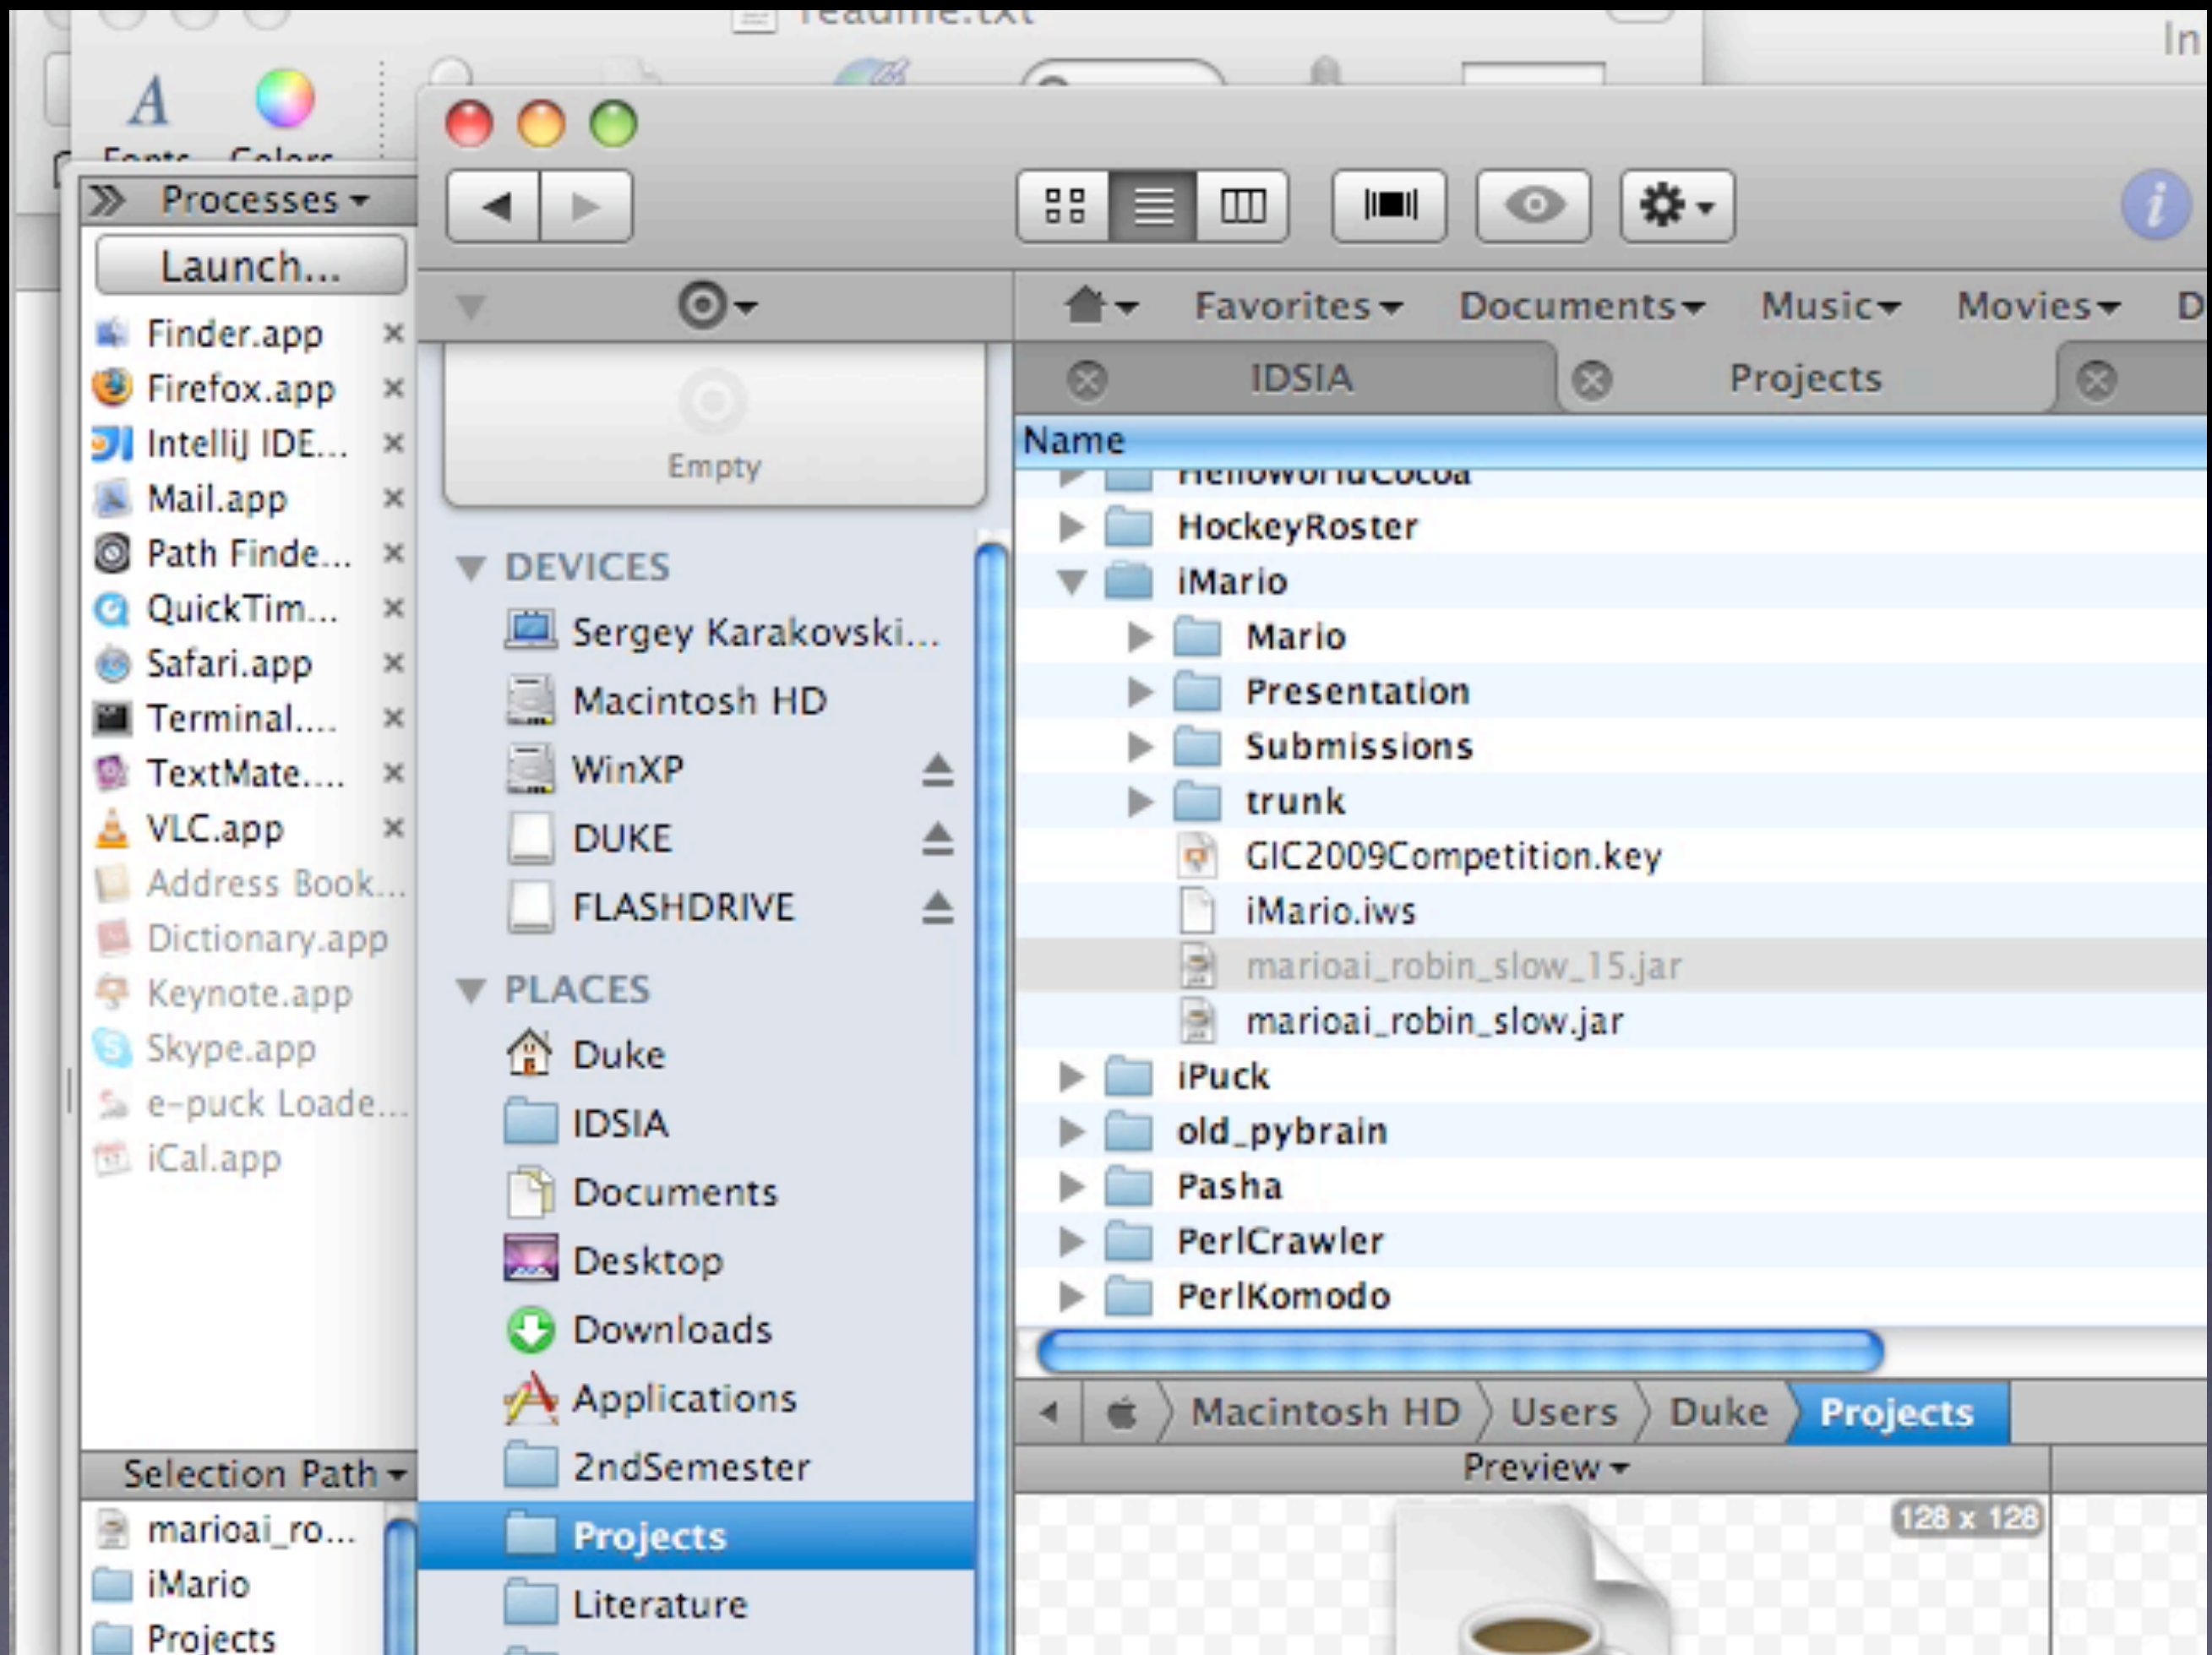 readme.txt
In
Fonts Colors
Processes
Launch...
Finder.app
Firefox.app
IntelliJ IDE...
Mail.app
Path Finde...
QuickTim...
Safari.app
Terminal....
TextMate....
VLC.app
Address Book...
Dictionary.app
Keynote.app
Skype.app
e-puck Loade...
iCal.app
Selection Path
marioai_ro...
iMario
Projects
Empty
DEVICES
Sergey Karakovski...
Macintosh HD
WinXP
DUKE
FLASHDRIVE
PLACES
Duke
IDSIA
Documents
Desktop
Downloads
Applications
2ndSemester
Projects
Literature
Favorites Documents Music Movies D
IDSIA Projects
Name
HelloWorldCocoa
HockeyRoster
iMario
Mario
Presentation
Submissions
trunk
GIC2009Competition.key
iMario.iws
marioai_robin_slow_15.jar
marioai_robin_slow.jar
iPuck
old_pybrain
Pasha
PerlCrawler
PerlKomodo
Macintosh HD Users Duke Projects
Preview
128 x 128